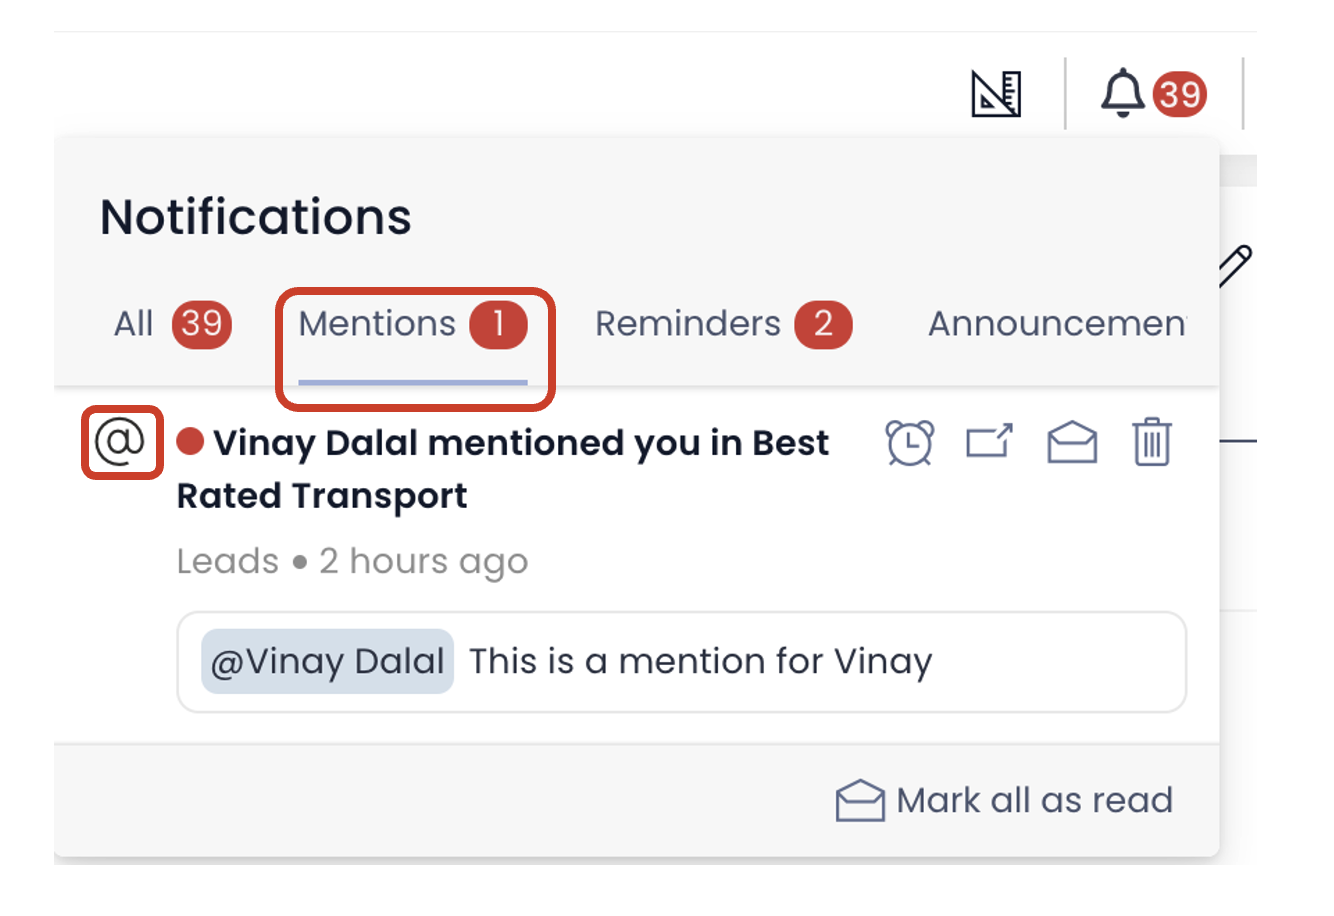 39
Notifications
All 39 Mentions 1 Reminders 2 Announcemen
@ Vinay Dalal mentioned you in Best
Rated Transport
Leads • 2 hours ago
@Vinay Dalal This is a mention for Vinay
Mark all as read